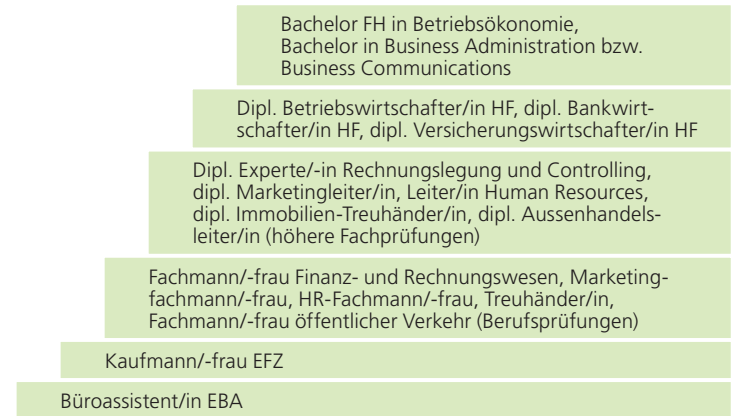 Bachelor FH in Betriebsökonomie,
Bachelor in Business Administration bzw.
Business Communications
Dipl. Betriebswirtschafter/in HF, dipl. Bankwirt-
schafter/in HF, dipl. Versicherungswirtschafter/in HF
Dipl. Experte/-in Rechnungslegung und Controlling,
dipl. Marketingleiter/in, Leiter/in Human Resources,
dipl. Immobilien-Treuhänder/in, dipl. Aussenhandels-
leiter/in (höhere Fachprüfungen)
Fachmann/-frau Finanz- und Rechnungswesen, Marketing-
fachmann/-frau, HR-Fachmann/-frau, Treuhänder/in,
Fachmann/-frau öffentlicher Verkehr (Berufsprüfungen)
Kaufmann/-frau EFZ
Büroassistent/in EBA